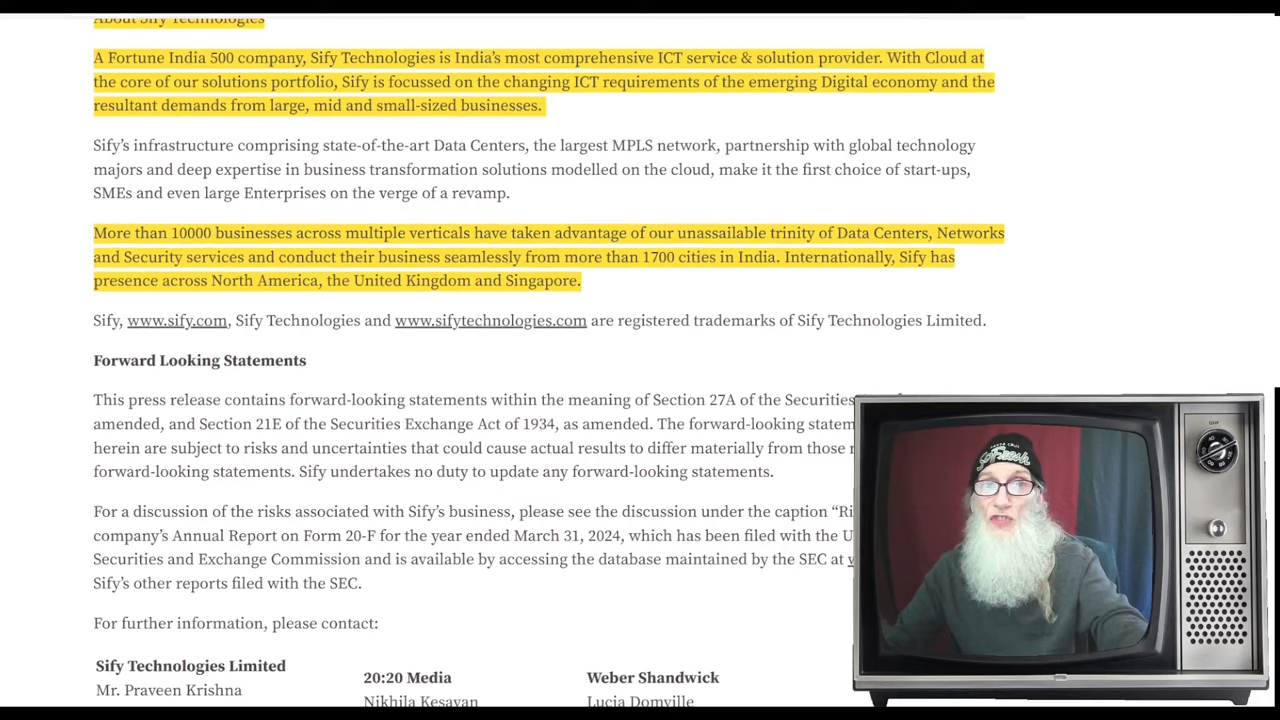 About Sify Technologies
A Fortune India 500 company, Sify Technologies is India's most comprehensive ICT service & solution provider. With Cloud at
the core of our solutions portfolio, Sify is focussed on the changing ICT requirements of the emerging Digital economy and the
resultant demands from large, mid and small-sized businesses.
Sify's infrastructure comprising state-of-the-art Data Centers, the largest MPLS network, partnership with global technology
majors and deep expertise in business transformation solutions modelled on the cloud, make it the first choice of start-ups,
SMEs and even large Enterprises on the verge of a revamp.
More than 10000 businesses across multiple verticals have taken advantage of our unassailable trinity of Data Centers, Networks
and Security services and conduct their business seamlessly from more than 1700 cities in India. Internationally, Sify has
presence across North America, the United Kingdom and Singapore.
Sify, www.sify.com, Sify Technologies and www.sifytechnologies.com are registered trademarks of Sify Technologies Limited.
Forward Looking Statements
This press release contains forward-looking statements within the meaning of Section 27A of the Securities
amended, and Section 21E of the Securities Exchange Act of 1934, as amended. The forward-looking statem
herein are subject to risks and uncertainties that could cause actual results to differ materially from those r
forward-looking statements. Sify undertakes no duty to update any forward-looking statements.
For a discussion of the risks associated with Sify's business, please see the discussion under the caption "Ri
company's Annual Report on Form 20-F for the year ended March 31, 2024, which has been filed with the U
Securities and Exchange Commission and is available by accessing the database maintained by the SEC at
Sify's other reports filed with the SEC.
For further information, please contact:
Sify Technologies Limited
Mr. Praveen Krishna
20:20 Media
Nikhila Kesavan
Weber Shandwick
Lucia Domville